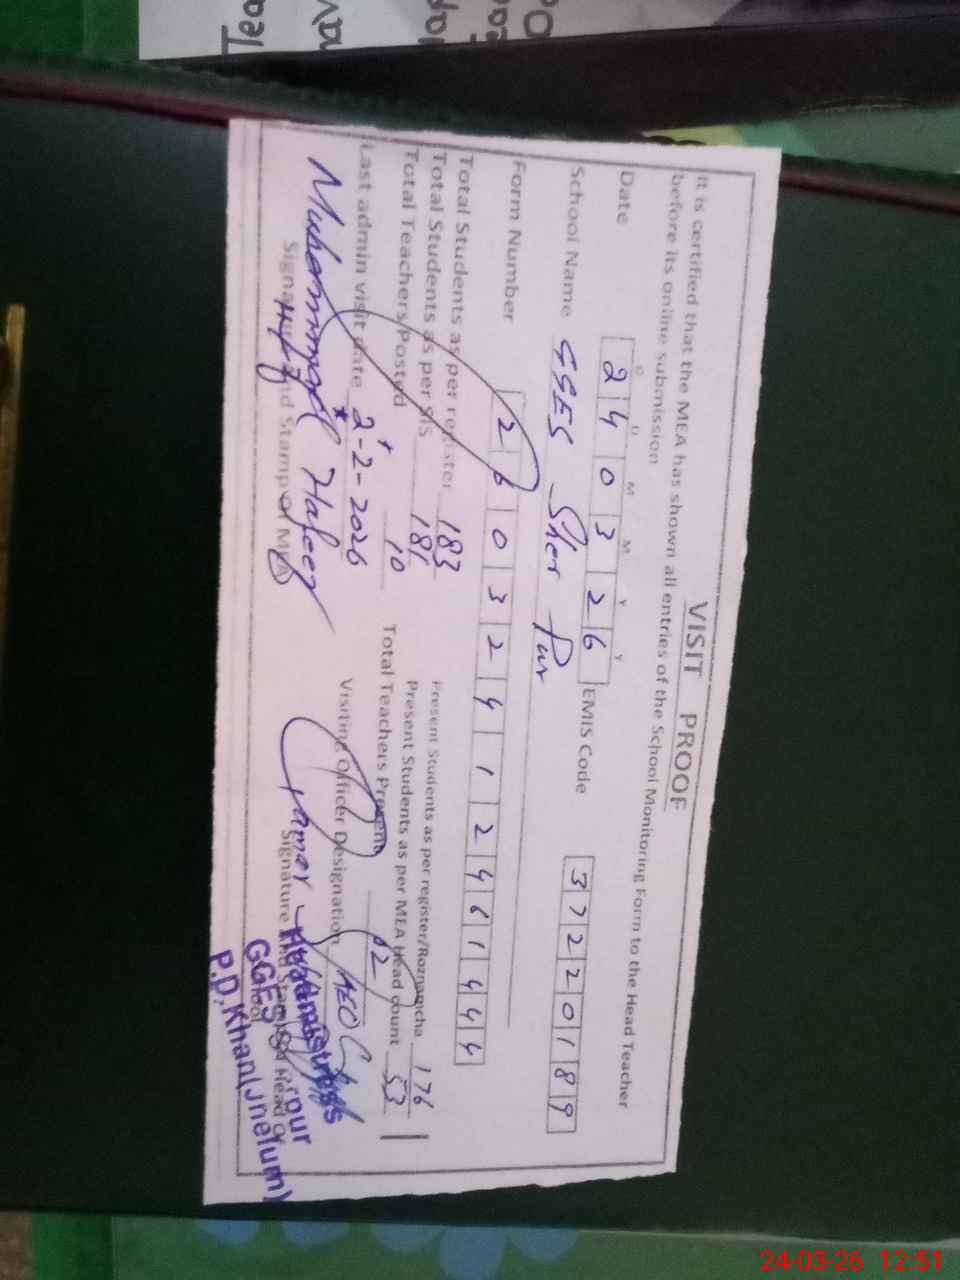 VISIT PROOF
It is certified that the MEA has shown all entries of the School Monitoring Form to the Head Teacher
before its online submission
D D M M Y Y
Date 2 4 0 3 2 6 EMIS Code 3 7 2 2 0 1 8 9
School Name GGES Sher Pur
Form Number 2 6 0 3 2 4 1 2 4 6 1 4 4 4
Total Students as per register 183 Present Students as per register/Roznamcha 176
Total Students as per SIS 181 Present Students as per MEA Head count 53
Total Teachers Posted 10 Total Teachers Present 02
Last admin visit date 2-2-2026 Visiting Officer Designation AEO
Muhammad Hafeez
Signature and Stamp of MEA Signature and Stamp of Head Of
School
Headmistress
GGES
P.D.Khan(Jhelum)
24-03-26 12:51